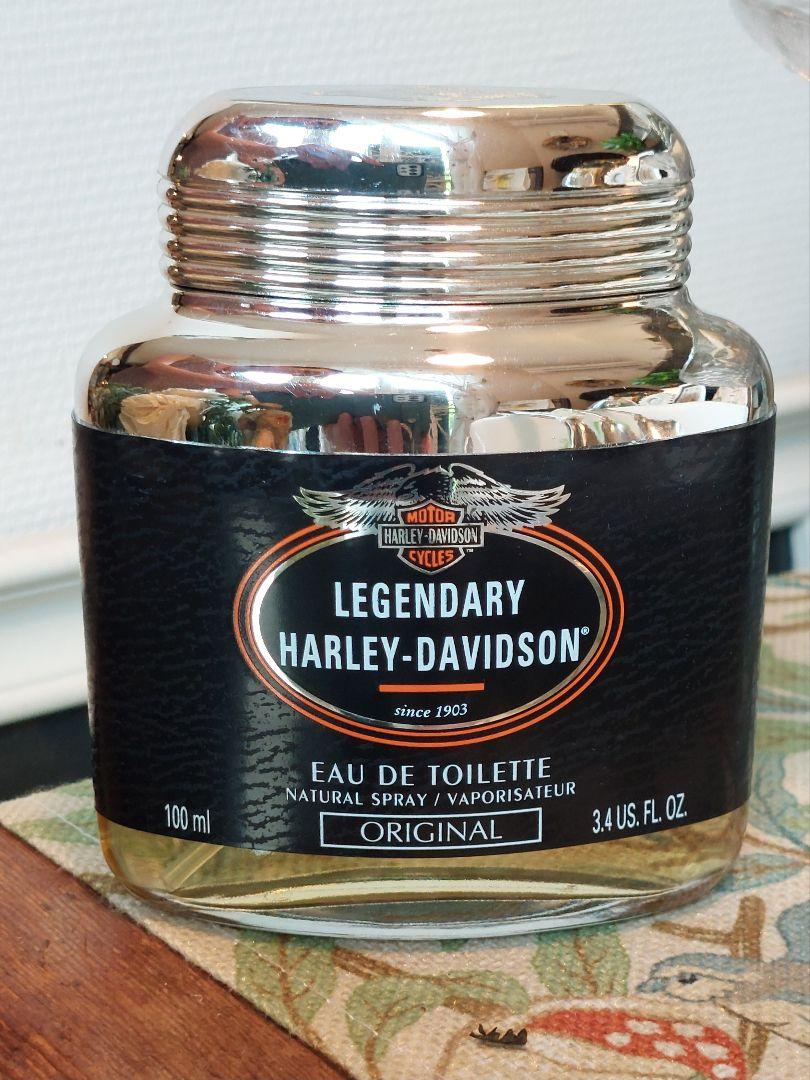 MOTOR
HARLEY-DAVIDSON
CYCLES™
LEGENDARY
HARLEY-DAVIDSON®
since 1903
EAU DE TOILETTE
NATURAL SPRAY / VAPORISATEUR
100 ml
ORIGINAL
3.4 US. FL. OZ.